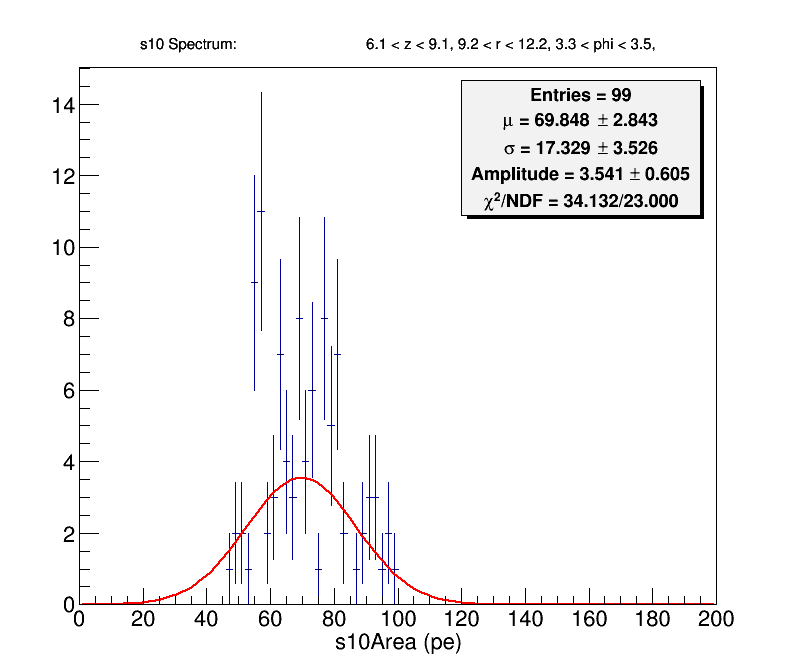 s10 Spectrum: 6.1 < z < 9.1, 9.2 < r < 12.2, 3.3 < phi < 3.5,
Entries = 99
μ = 69.848 ± 2.843
σ = 17.329 ± 3.526
Amplitude = 3.541 ± 0.605
χ²/NDF = 34.132/23.000
14
12
10
8
6
4
2
0
0 20 40 60 80 100 120 140 160 180 200
s10Area (pe)